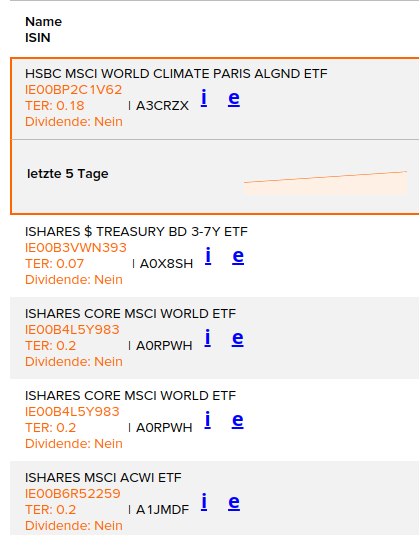 Name
ISIN
HSBC MSCI WORLD CLIMATE PARIS ALGND ETF
IE00BP2C1V62
TER: 0.18 | A3CRZX i e
Dividende: Nein
letzte 5 Tage
ISHARES $ TREASURY BD 3-7Y ETF
IE00B3VWN393
TER: 0.07 | A0X8SH i e
Dividende: Nein
ISHARES CORE MSCI WORLD ETF
IE00B4L5Y983
TER: 0.2 | A0RPWH i e
Dividende: Nein
ISHARES CORE MSCI WORLD ETF
IE00B4L5Y983
TER: 0.2 | A0RPWH i e
Dividende: Nein
ISHARES MSCI ACWI ETF
IE00B6R52259
TER: 0.2 | A1JMDF i e
Dividende: Nein